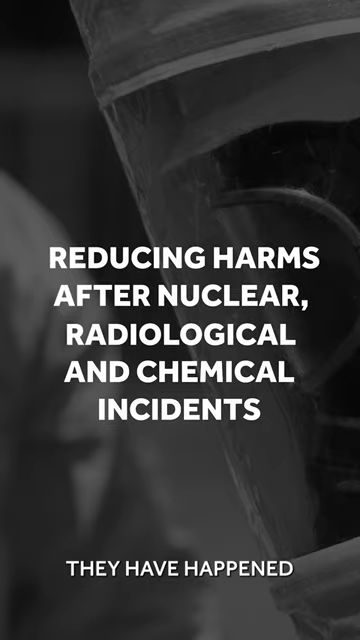 REDUCING HARMS
AFTER NUCLEAR,
RADIOLOGICAL
AND CHEMICAL
INCIDENTS
THEY HAVE HAPPENED